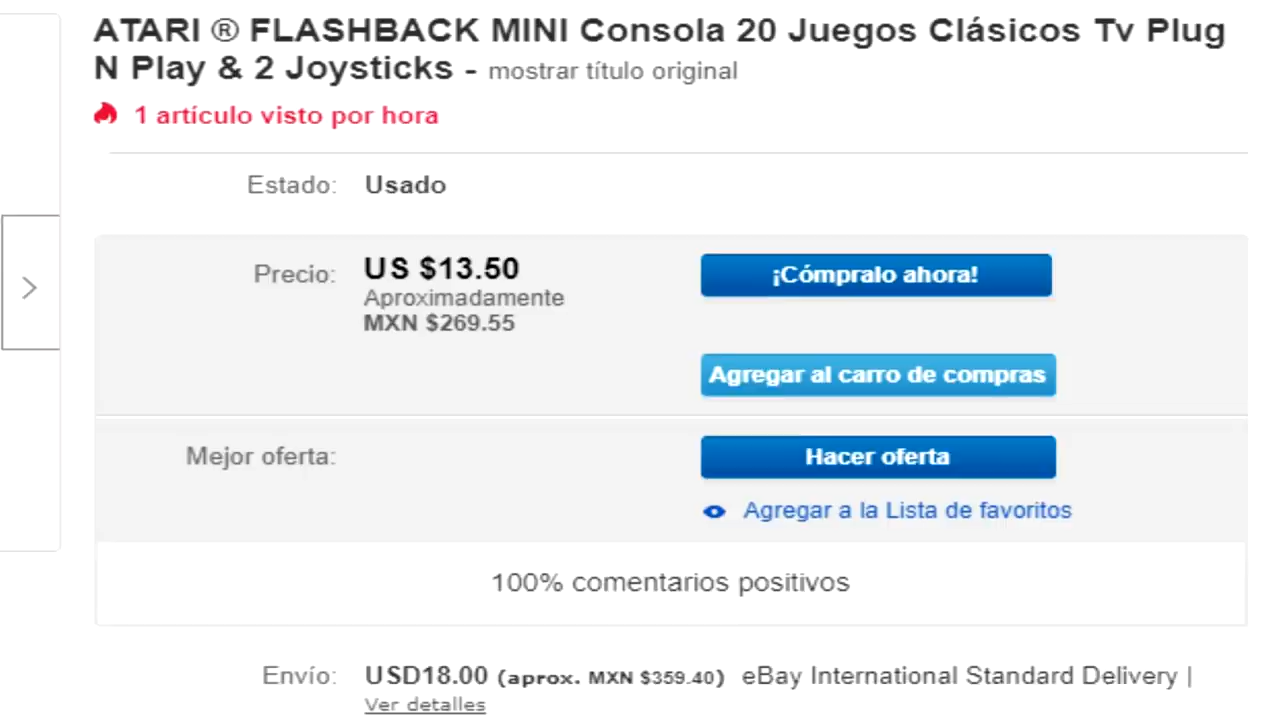 ATARI ® FLASHBACK MINI Consola 20 Juegos Clásicos Tv Plug
N Play & 2 Joysticks - mostrar título original
1 artículo visto por hora
Estado: Usado
Precio: US $13.50
Aproximadamente
MXN $269.55
¡Cómpralo ahora!
Agregar al carro de compras
Mejor oferta:
Hacer oferta
Agregar a la Lista de favoritos
100% comentarios positivos
Envío: USD18.00 (aprox. MXN $359.40) eBay International Standard Delivery |
Ver detalles